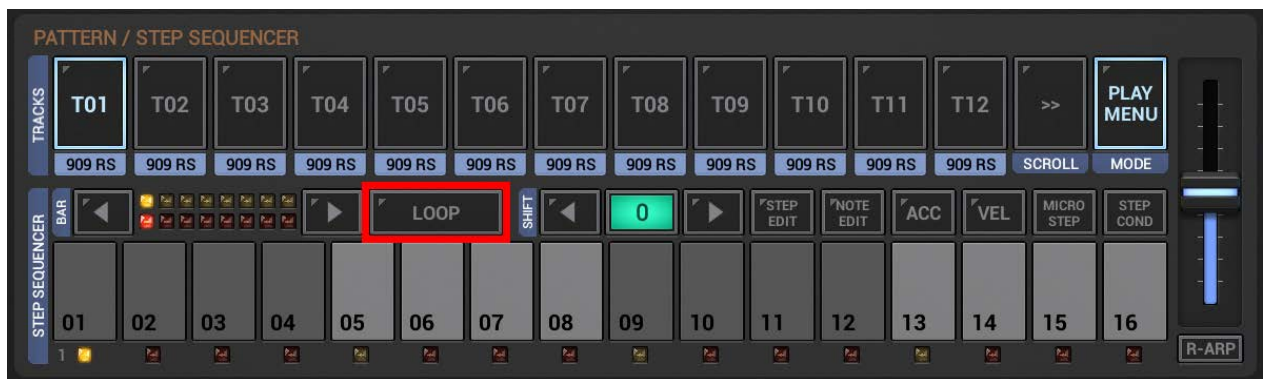 PATTERN / STEP SEQUENCER
TRACKS
T01 T02 T03 T04 T05 T06 T07 T08 T09 T10 T11 T12 >> PLAY MENU
909 RS 909 RS 909 RS 909 RS 909 RS 909 RS 909 RS 909 RS 909 RS 909 RS 909 RS 909 RS SCROLL MODE
STEP SEQUENCER
BAR LOOP SHIFT 0 STEP EDIT NOTE EDIT ACC VEL MICRO STEP STEP COND
01 02 03 04 05 06 07 08 09 10 11 12 13 14 15 16
1 R-ARP